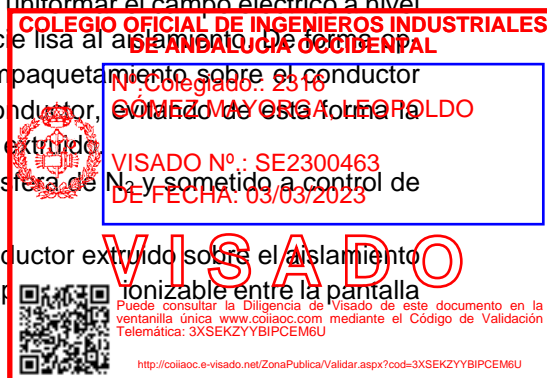 uniformar el campo eléctrico a nivel
COLEGIO OFICIAL DE INGENIEROS INDUSTRIALES
DE ANDALUCIA OCCIDENTAL
cie lisa al aislamiento. De forma op-
Nº.Colegiado.: 2316
mpaquetamiento sobre el conductor
GÓMEZ MAYORGA, LEOPOLDO
nductor, evitando de esta forma la
extruido.
VISADO Nº.: SE2300463
sfera de N₂ y sometido a control de
DE FECHA: 03/03/2023
ductor extruido sobre el aislamiento
VISADO
ionizable entre la pantalla
Puede consultar la Diligencia de Visado de este documento en la
ventanilla única www.coiiaoc.com mediante el Código de Validación
Telemática: 3XSEKZYYBIPCEM6U
http://coiiaoc.e-visado.net/ZonaPublica/Validar.aspx?cod=3XSEKZYYBIPCEM6U